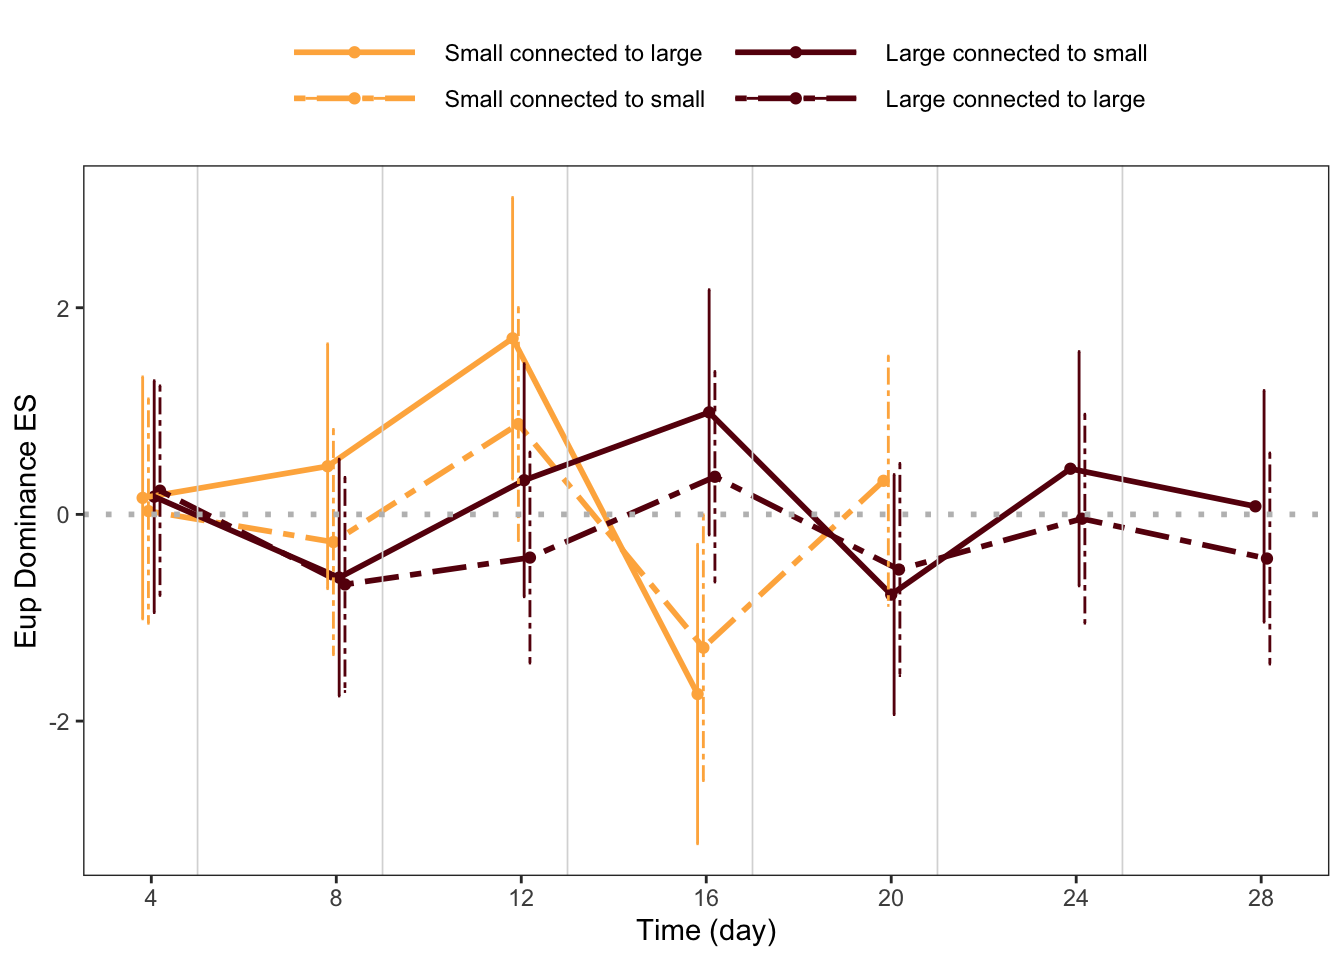 Small connected to large Large connected to small
Small connected to small Large connected to large
Eup Dominance ES
2
0
-2
4 8 12 16 20 24 28
Time (day)